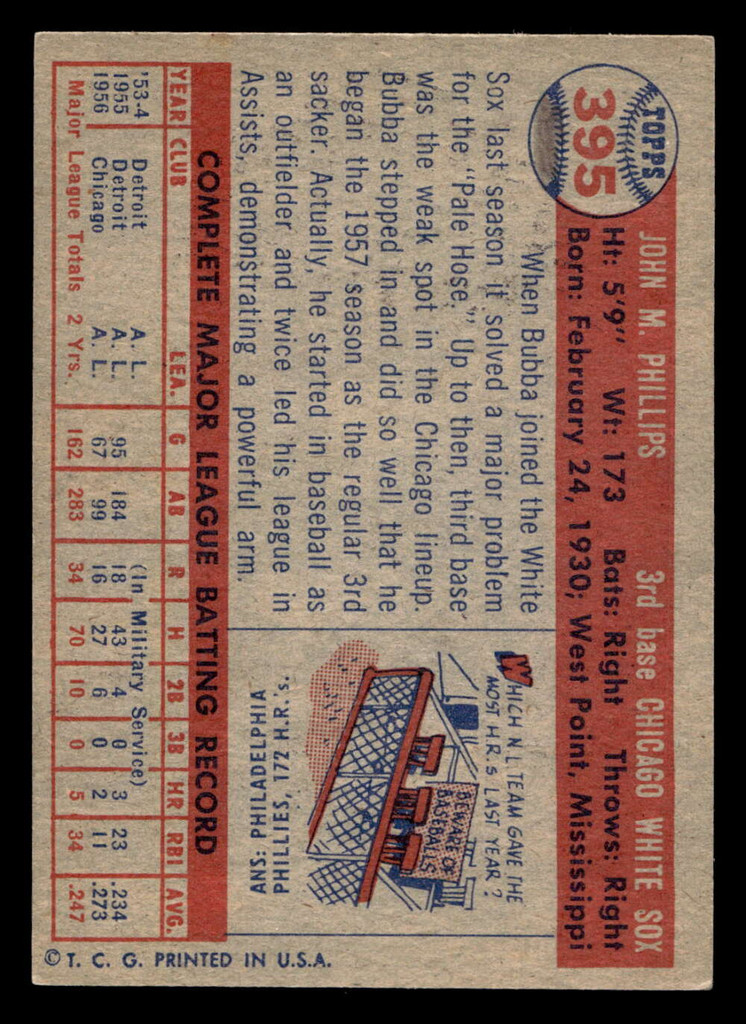 TOPPS
395
JOHN M. PHILLIPS 3rd base CHICAGO WHITE SOX
Ht: 5'9" Wt: 173 Bats: Right Throws: Right
Born: February 24, 1930; West Point, Mississippi
When Bubba joined the White
Sox last season it solved a major problem
for the "Pale Hose." Up to then, third base
was the weak spot in the Chicago lineup.
Bubba stepped in and did so well that he
began the 1957 season as the regular 3rd
sacker. Actually, he started in baseball as
an outfielder and twice led his league in
Assists, demonstrating a powerful arm.
WHICH N L TEAM GAVE THE
MOST H.R.S LAST YEAR?
BEWARE OF
BASEBALLS
ANS: PHILADELPHIA
PHILLIES, 172 H.R.'s.
COMPLETE MAJOR LEAGUE BATTING RECORD
YEAR CLUB LEA. G AB R H 2B 3B HR RBI AVG.
'53-4 Detroit A. L. (In Military Service)
1955 Detroit A. L. 95 184 18 43 4 0 3 23 .234
1956 Chicago A. L. 67 99 16 27 6 0 2 11 .273
Major League Totals 2 Yrs. 162 283 34 70 10 0 5 34 .247
© T. C. G. PRINTED IN U.S.A.